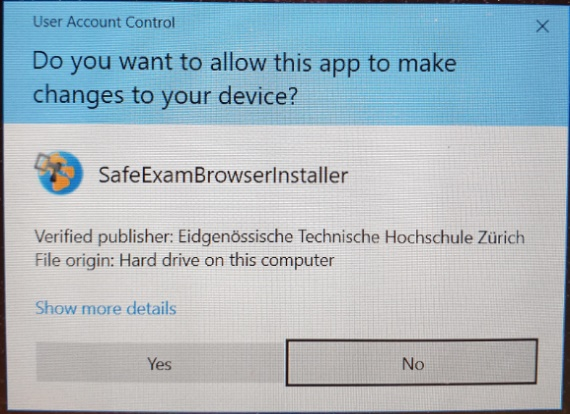 User Account Control
Do you want to allow this app to make
changes to your device?
SafeExamBrowserInstaller
Verified publisher: Eidgenössische Technische Hochschule Zürich
File origin: Hard drive on this computer
Show more details
Yes
No